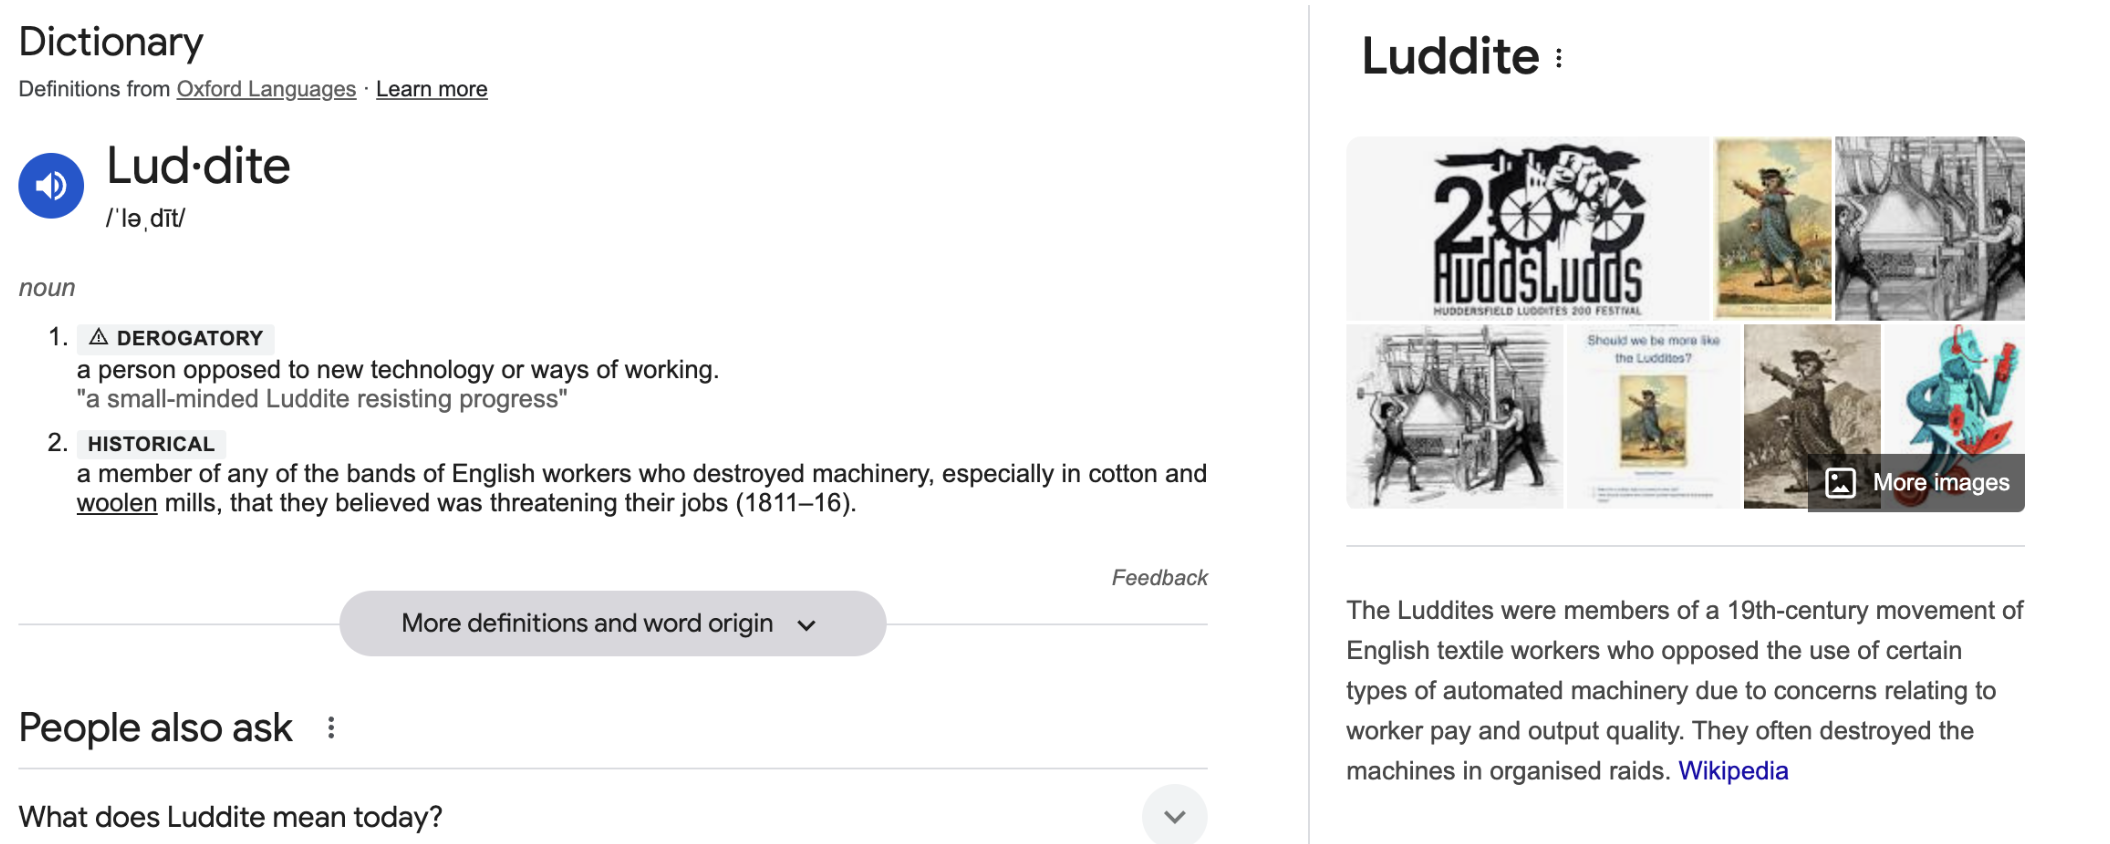 Dictionary
Definitions from Oxford Languages · Learn more
Lud·dite
/ˈləˌdīt/
noun
1. ⚠ DEROGATORY
a person opposed to new technology or ways of working.
"a small-minded Luddite resisting progress"
2. HISTORICAL
a member of any of the bands of English workers who destroyed machinery, especially in cotton and
woolen mills, that they believed was threatening their jobs (1811–16).
Feedback
More definitions and word origin
People also ask
What does Luddite mean today?
Luddite
200
HUDDSLUDDS
HUDDERSFIELD LUDDITES 200 FESTIVAL
Should we be more like
the Luddites?
More images
The Luddites were members of a 19th-century movement of
English textile workers who opposed the use of certain
types of automated machinery due to concerns relating to
worker pay and output quality. They often destroyed the
machines in organised raids. Wikipedia